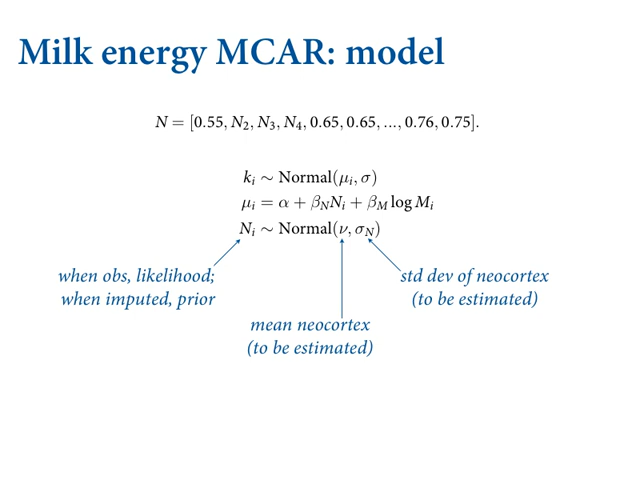 Milk energy MCAR: model
N = [0.55, N₂, N₃, N₄, 0.65, 0.65, ..., 0.76, 0.75].
kᵢ ∼ Normal(μᵢ, σ)
μᵢ = α + β_N Nᵢ + β_M log Mᵢ
Nᵢ ∼ Normal(ν, σ_N)
when obs, likelihood;
when imputed, prior
std dev of neocortex
(to be estimated)
mean neocortex
(to be estimated)